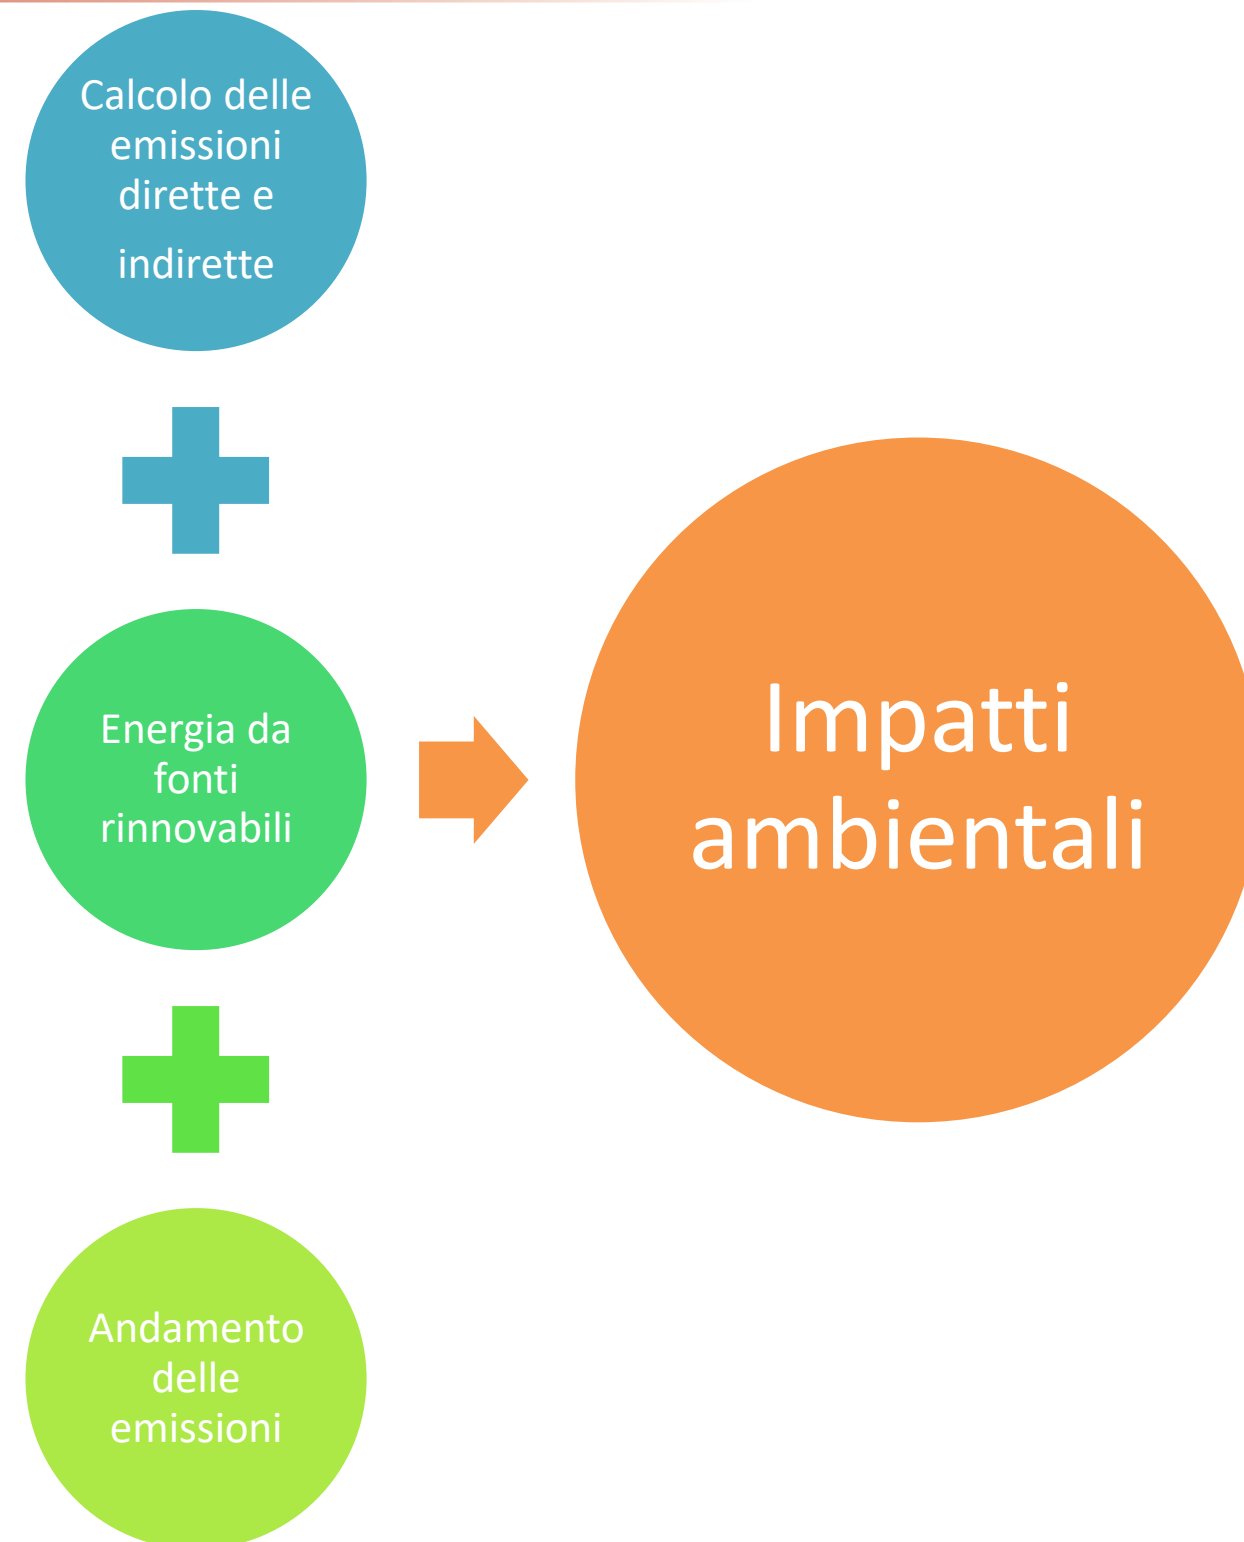 Calcolo delle
emissioni
dirette e
indirette
Energia da
fonti
rinnovabili
Andamento
delle
emissioni
Impatti
ambientali